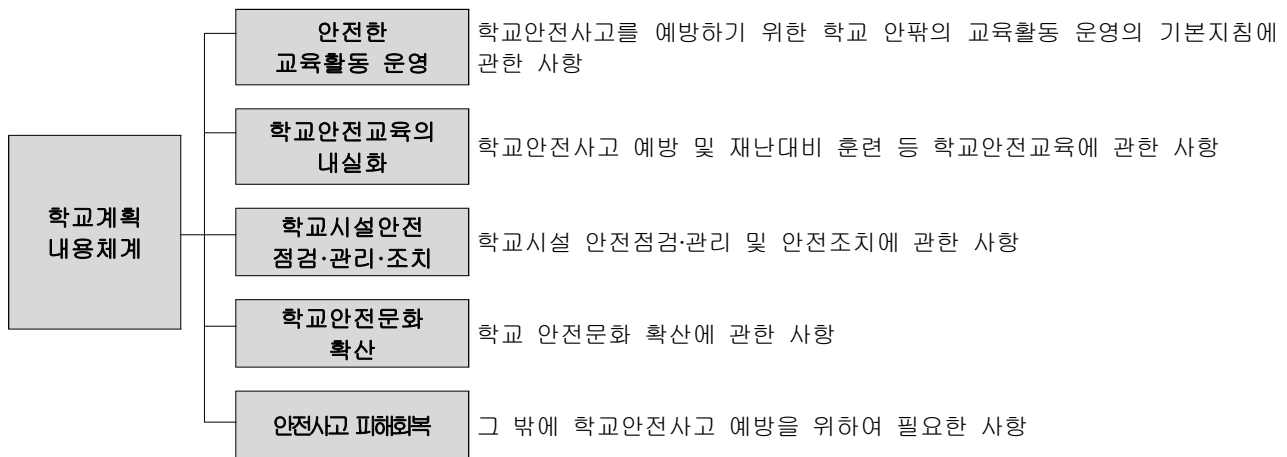 안전한
교육활동 운영
학교안전사고를 예방하기 위한 학교 안팎의 교육활동 운영의 기본지침에
관한 사항
학교안전교육의
내실화
학교안전사고 예방 및 재난대비 훈련 등 학교안전교육에 관한 사항
학교계획
내용체계
학교시설안전
점검·관리·조치
학교시설 안전점검·관리 및 안전조치에 관한 사항
학교안전문화
확산
학교 안전문화 확산에 관한 사항
안전사고 피해회복
그 밖에 학교안전사고 예방을 위하여 필요한 사항